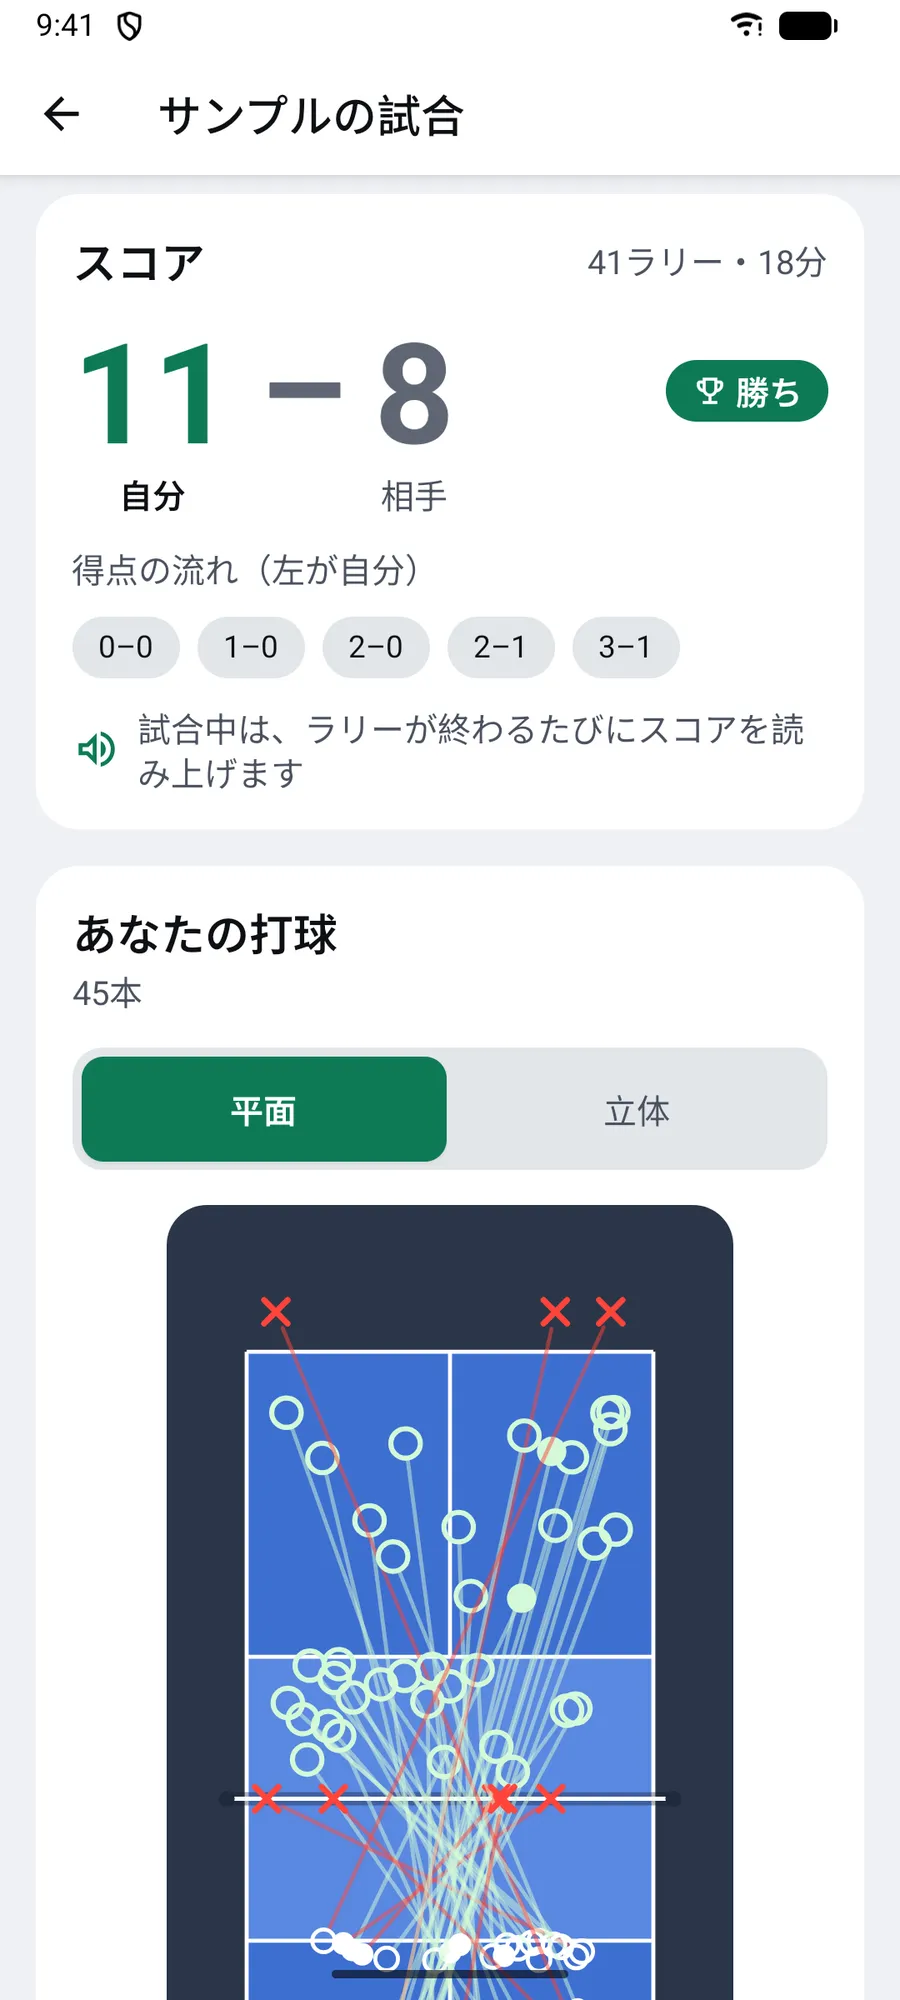 9:41
サンプルの試合
スコア
41ラリー・18分
11 – 8
勝ち
自分
相手
得点の流れ（左が自分）
0–0
1–0
2–0
2–1
3–1
試合中は、ラリーが終わるたびにスコアを読
み上げます
あなたの打球
45本
平面
立体